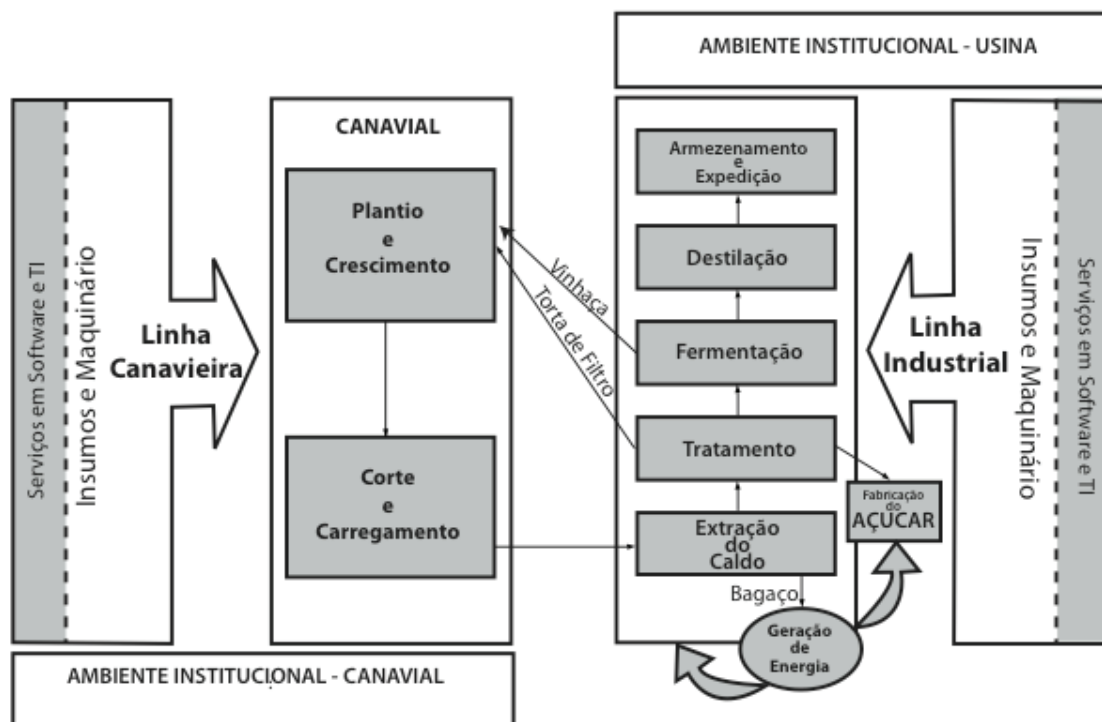 AMBIENTE INSTITUCIONAL - USINA
Serviços em Software e TI
Insumos e Maquinário
Linha
Canavieira
CANAVIAL
Plantio
e
Crescimento
Corte
e
Carregamento
Vinhaça
Torta de Filtro
Armezenamento
e
Expedição
Destilação
Fermentação
Tratamento
Extração
do
Caldo
Bagaço
Geração
de
Energia
Fabricação
do
AÇUCAR
Linha
Industrial
Insumos e Maquinário
Serviços em Software e TI
AMBIENTE INSTITUCIONAL - CANAVIAL